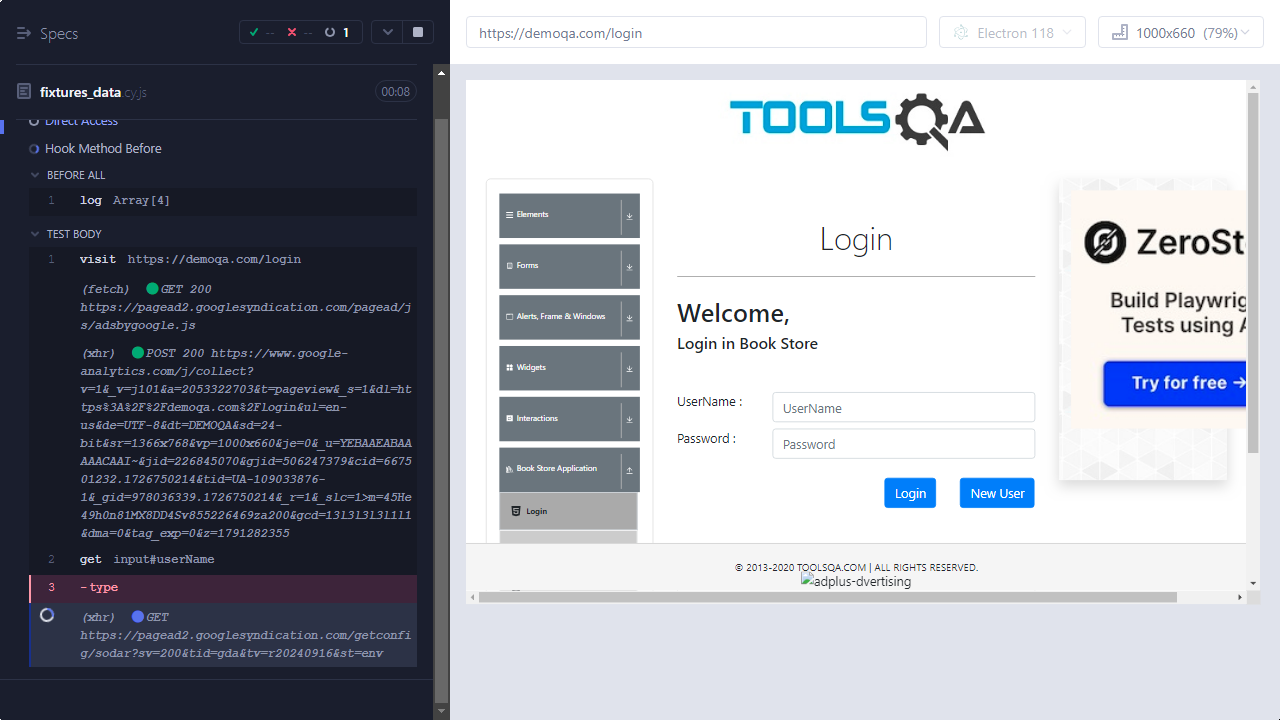 Specs
--
--
1
fixtures_data.cy.js
00:08
Direct Access
Hook Method Before
BEFORE ALL
1 log Array[4]
TEST BODY
1 visit https://demoqa.com/login
(fetch) GET 200
https://pagead2.googlesyndication.com/pagead/j
s/adsbygoogle.js
(xhr) POST 200 https://www.google-
analytics.com/j/collect?
v=1&_v=j101&a=2053322703&t=pageview&_s=1&dl=ht
tps%3A%2F%2Fdemoqa.com%2Flogin&ul=en-
us&de=UTF-8&dt=DEMOQA&sd=24-
bit&sr=1366x768&vp=1000x660&je=0&_u=YEBAAEABAA
AAACAAI~&jid=226845070&gjid=506247379&cid=6675
01232.1726750214&tid=UA-109033876-
1&_gid=978036339.1726750214&_r=1&_slc=1>m=45He
49h0n81MX8DD4Sv855226469za200&gcd=13l3l3l3l1l1
&dma=0&tag_exp=0&z=1791282355
2 get input#userName
3 -type
(xhr) GET
https://pagead2.googlesyndication.com/getconfi
g/sodar?sv=200&tid=gda&tv=r20240916&st=env
https://demoqa.com/login
Electron 118
1000x660 (79%)
TOOLSQA
Elements
Forms
Alerts, Frame & Windows
Widgets
Interactions
Book Store Application
Login
Login
Welcome,
Login in Book Store
UserName :
UserName
Password :
Password
Login
New User
ZeroSt
Build Playwrig
Tests using A
Try for free →
© 2013-2020 TOOLSQA.COM | ALL RIGHTS RESERVED.
adplus-dvertising